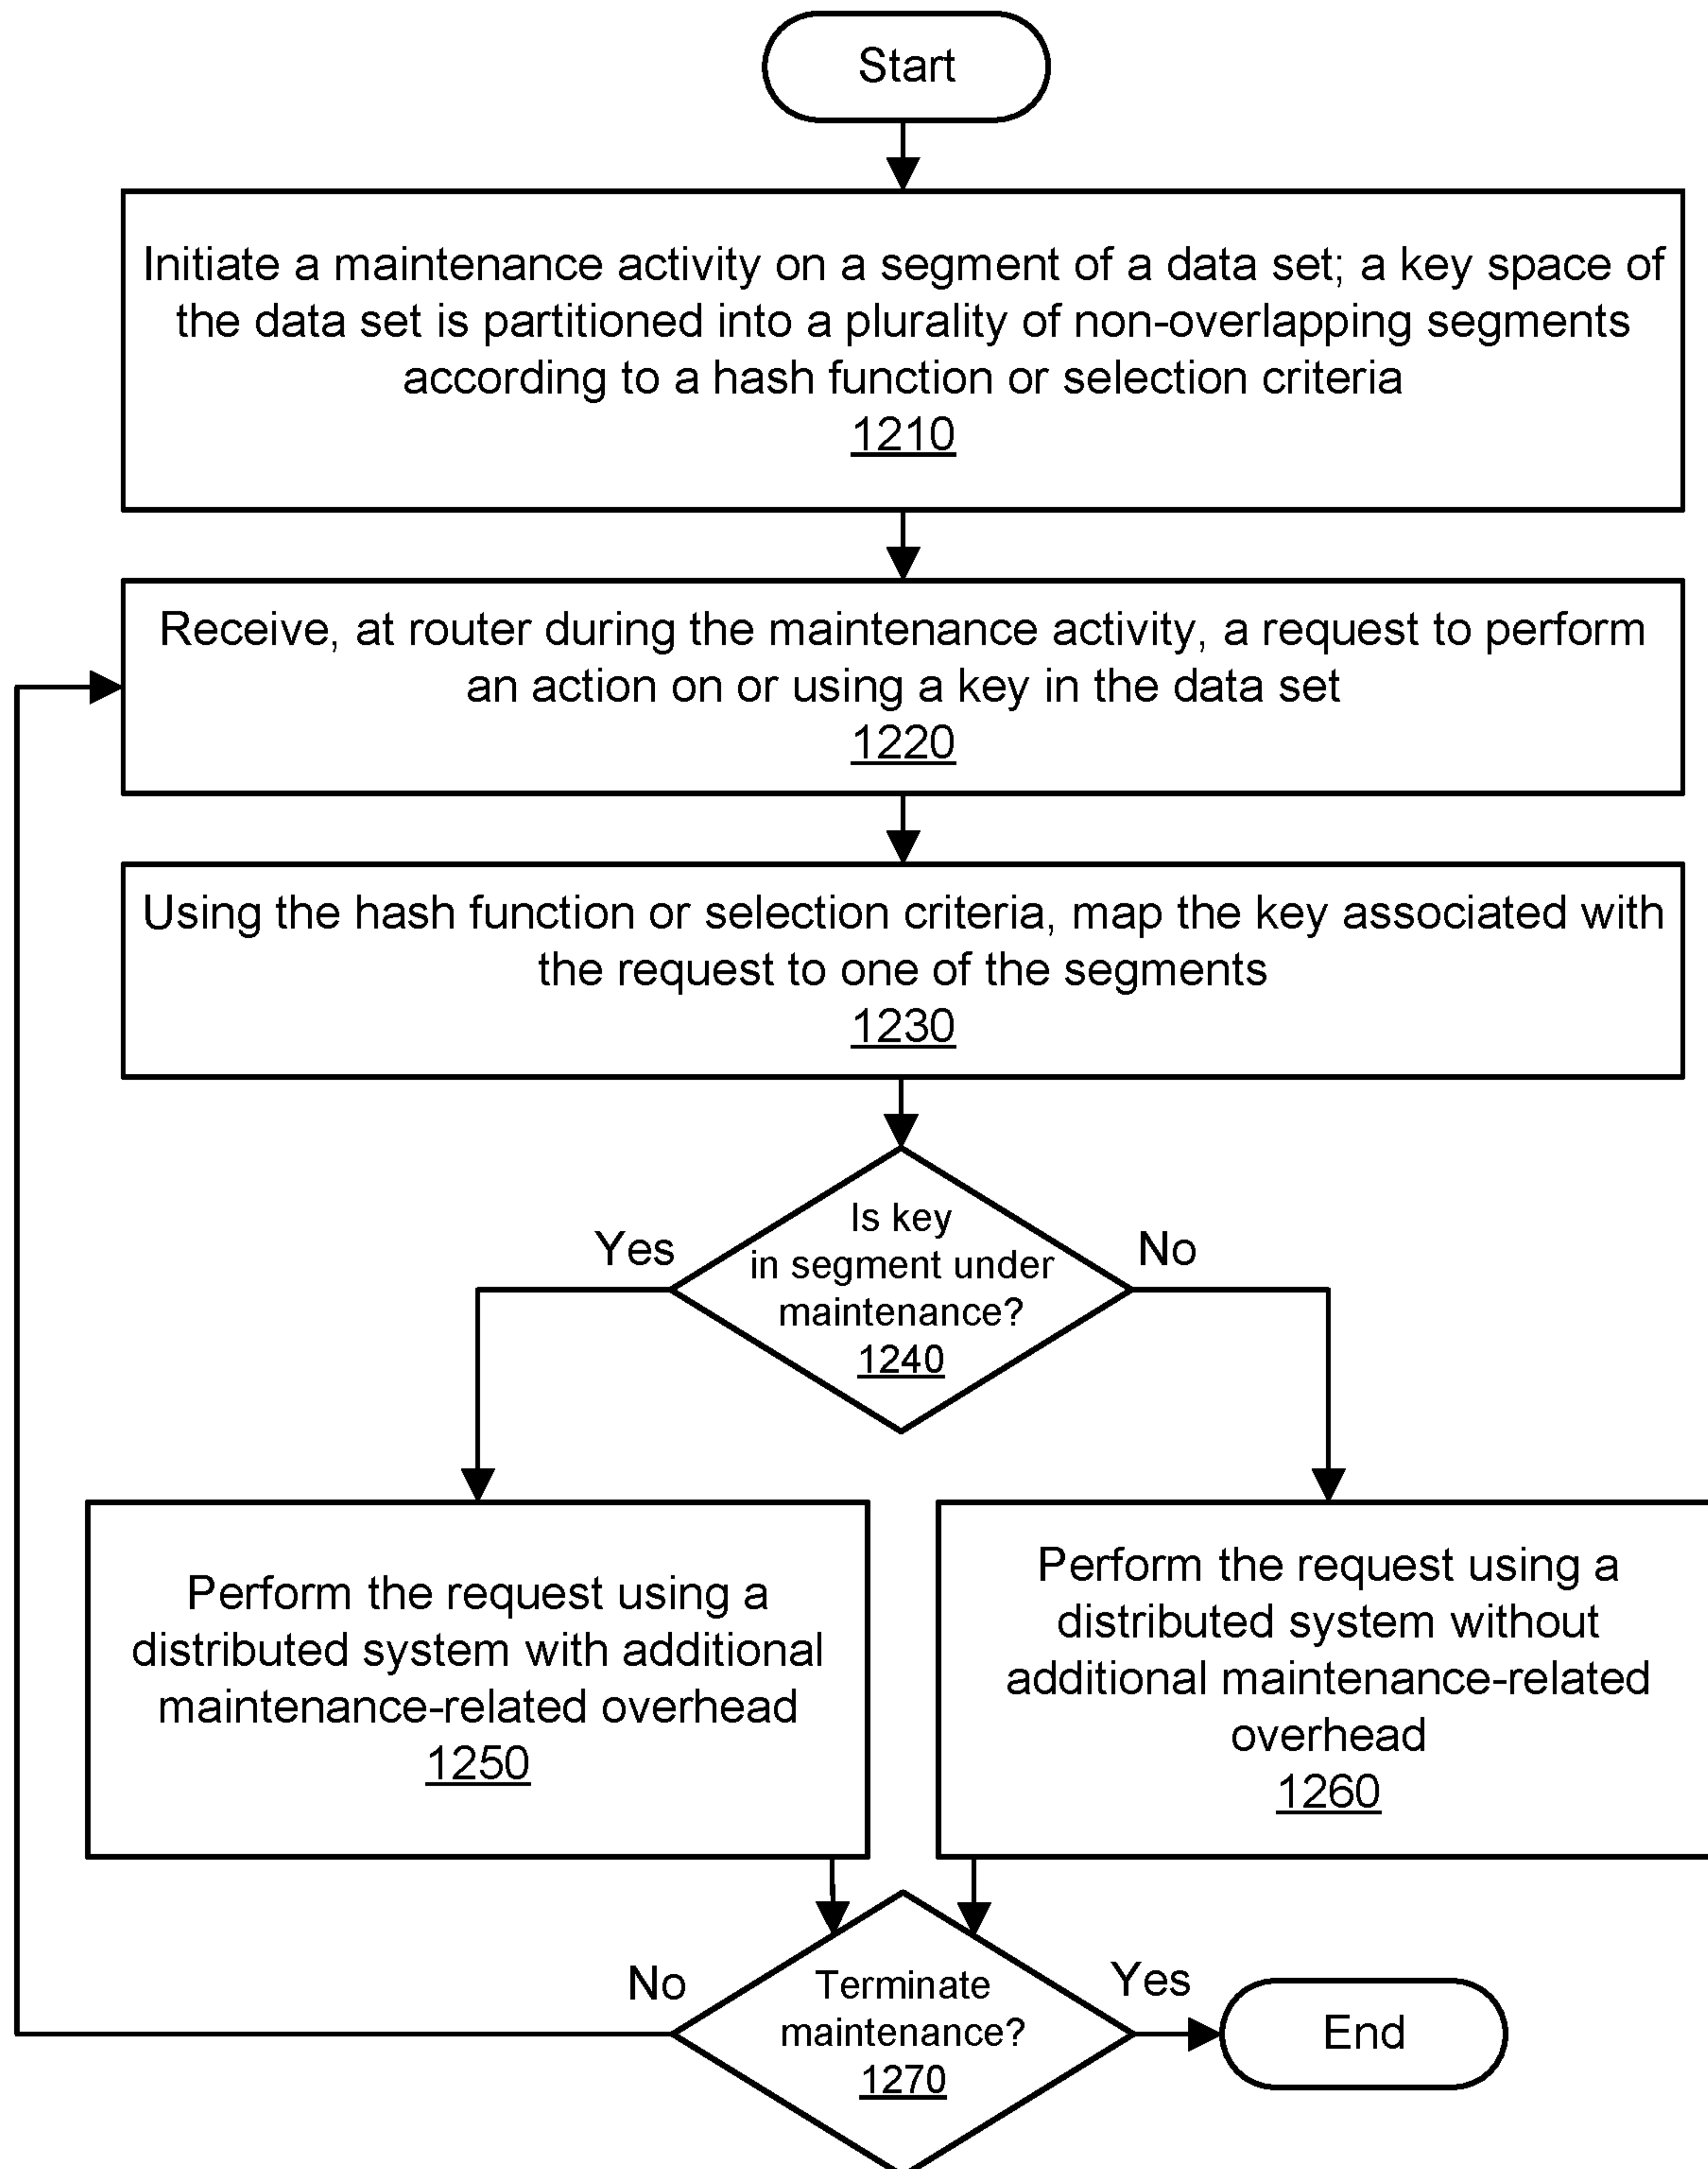 Start
Initiate a maintenance activity on a segment of a data set; a key space of
the data set is partitioned into a plurality of non-overlapping segments
according to a hash function or selection criteria
1210
Receive, at router during the maintenance activity, a request to perform
an action on or using a key in the data set
1220
Using the hash function or selection criteria, map the key associated with
the request to one of the segments
1230
Is key
in segment under
maintenance?
1240
Yes
No
Perform the request using a
distributed system with additional
maintenance-related overhead
1250
Perform the request using a
distributed system without
additional maintenance-related
overhead
1260
Terminate
maintenance?
1270
No
Yes
End